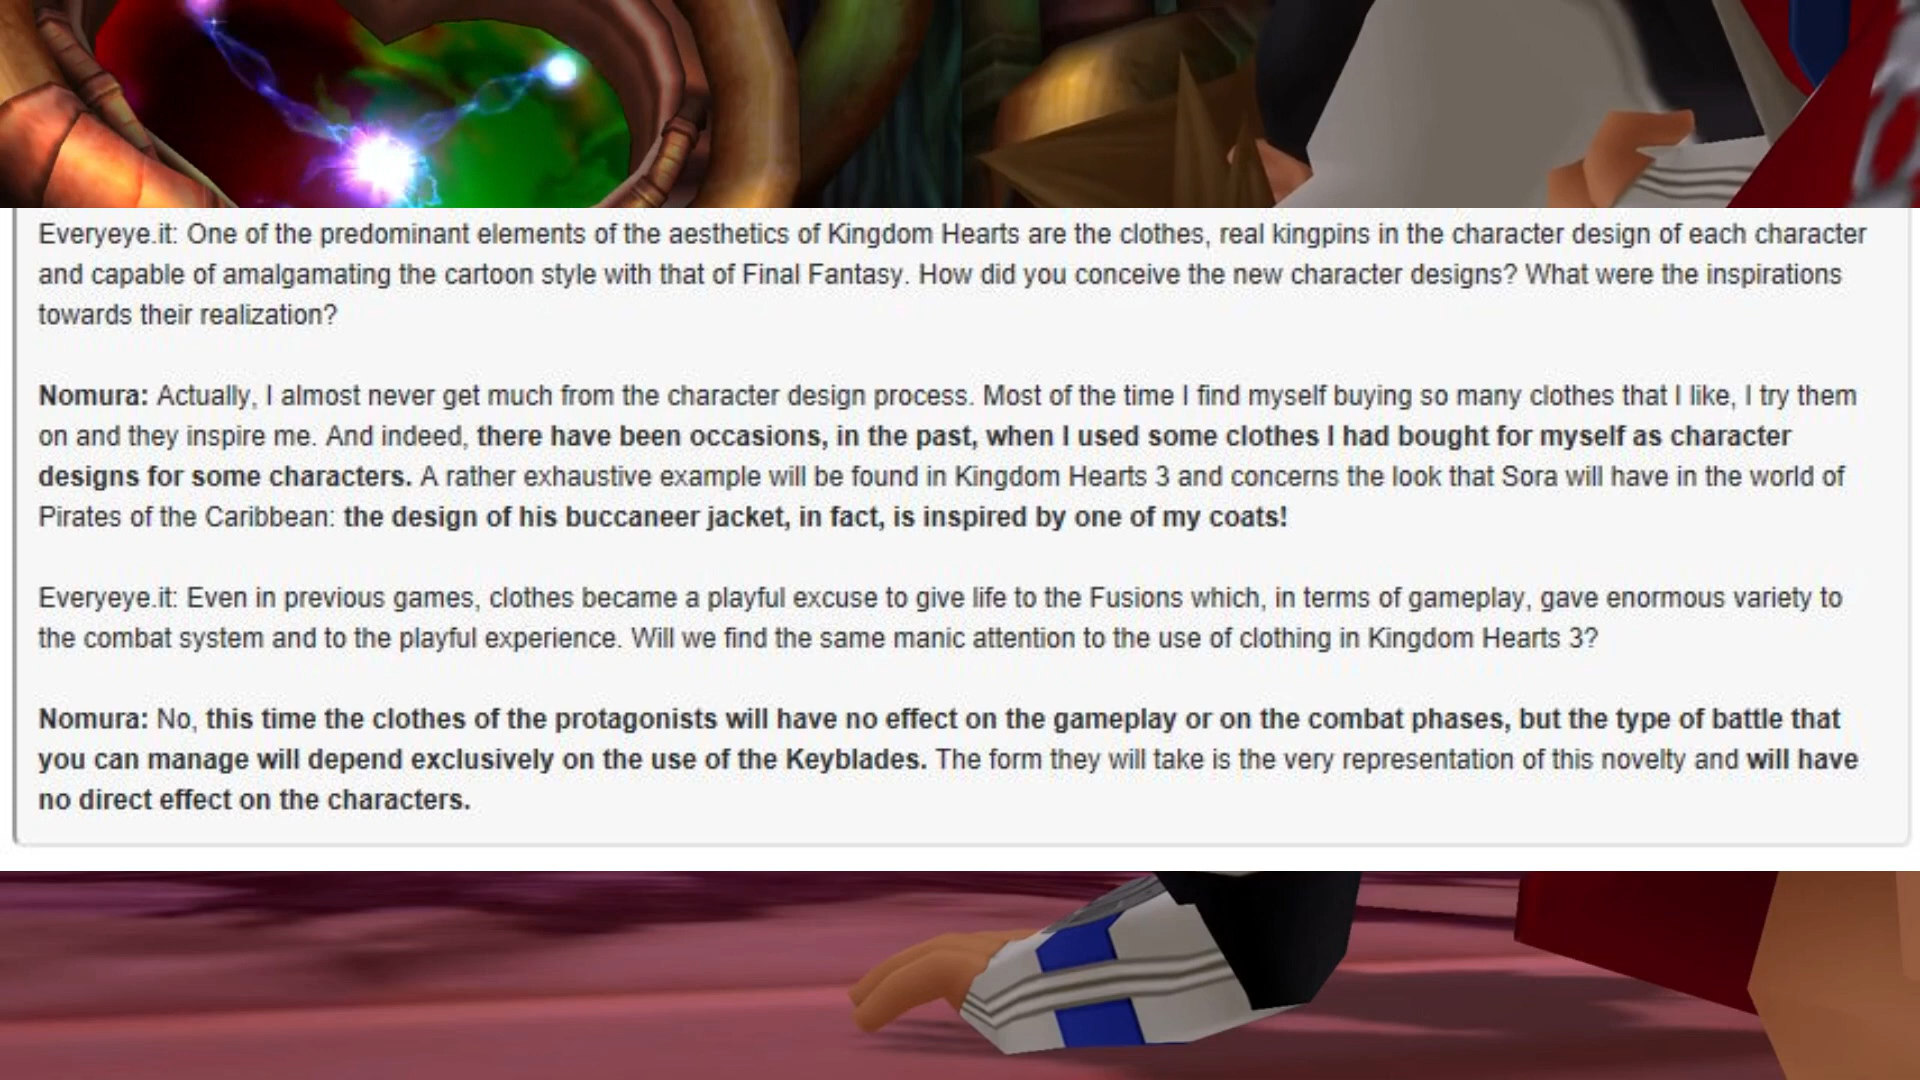 Everyeye.it: One of the predominant elements of the aesthetics of Kingdom Hearts are the clothes, real kingpins in the character design of each character
and capable of amalgamating the cartoon style with that of Final Fantasy. How did you conceive the new character designs? What were the inspirations
towards their realization?
Nomura: Actually, I almost never get much from the character design process. Most of the time I find myself buying so many clothes that I like, I try them
on and they inspire me. And indeed, there have been occasions, in the past, when I used some clothes I had bought for myself as character
designs for some characters. A rather exhaustive example will be found in Kingdom Hearts 3 and concerns the look that Sora will have in the world of
Pirates of the Caribbean: the design of his buccaneer jacket, in fact, is inspired by one of my coats!
Everyeye.it: Even in previous games, clothes became a playful excuse to give life to the Fusions which, in terms of gameplay, gave enormous variety to
the combat system and to the playful experience. Will we find the same manic attention to the use of clothing in Kingdom Hearts 3?
Nomura: No, this time the clothes of the protagonists will have no effect on the gameplay or on the combat phases, but the type of battle that
you can manage will depend exclusively on the use of the Keyblades. The form they will take is the very representation of this novelty and will have
no direct effect on the characters.